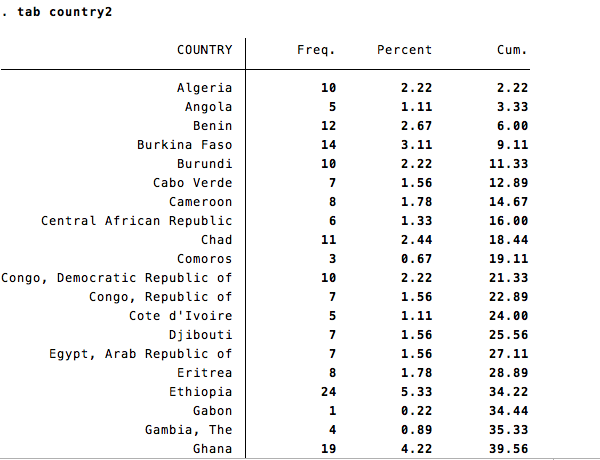 . tab country2
COUNTRY Freq. Percent Cum.
Algeria 10 2.22 2.22
Angola 5 1.11 3.33
Benin 12 2.67 6.00
Burkina Faso 14 3.11 9.11
Burundi 10 2.22 11.33
Cabo Verde 7 1.56 12.89
Cameroon 8 1.78 14.67
Central African Republic 6 1.33 16.00
Chad 11 2.44 18.44
Comoros 3 0.67 19.11
Congo, Democratic Republic of 10 2.22 21.33
Congo, Republic of 7 1.56 22.89
Cote d'Ivoire 5 1.11 24.00
Djibouti 7 1.56 25.56
Egypt, Arab Republic of 7 1.56 27.11
Eritrea 8 1.78 28.89
Ethiopia 24 5.33 34.22
Gabon 1 0.22 34.44
Gambia, The 4 0.89 35.33
Ghana 19 4.22 39.56